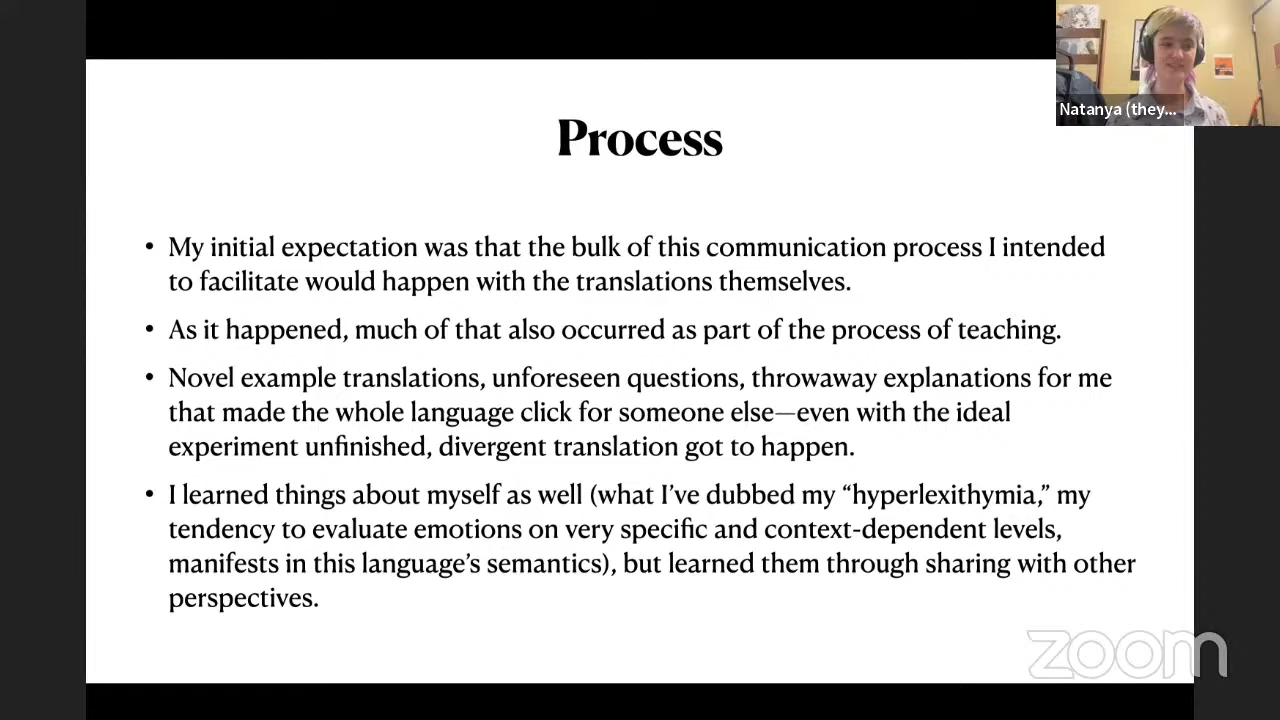 Natanya (they...
Process
• My initial expectation was that the bulk of this communication process I intended
to facilitate would happen with the translations themselves.
• As it happened, much of that also occurred as part of the process of teaching.
• Novel example translations, unforeseen questions, throwaway explanations for me
that made the whole language click for someone else—even with the ideal
experiment unfinished, divergent translation got to happen.
• I learned things about myself as well (what I’ve dubbed my “hyperlexithymia,” my
tendency to evaluate emotions on very specific and context-dependent levels,
manifests in this language’s semantics), but learned them through sharing with other
perspectives.
zoom